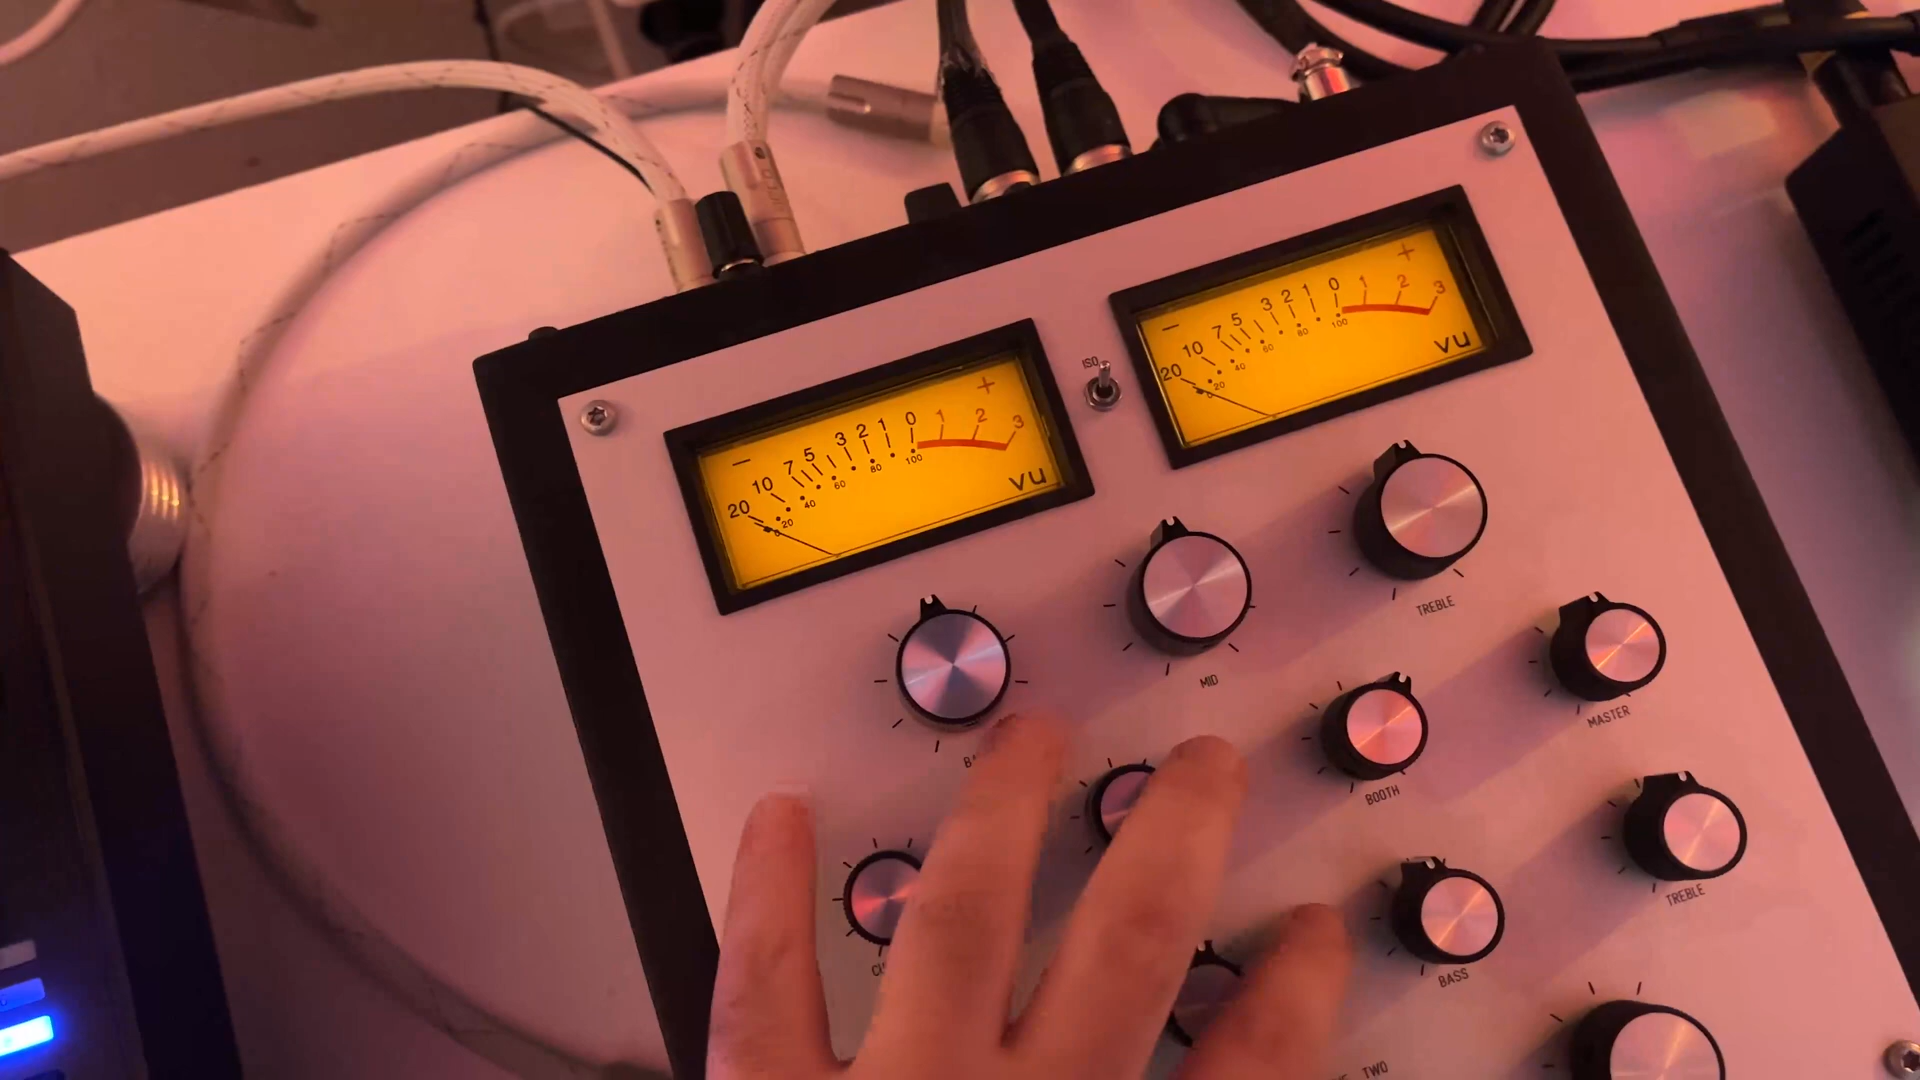 − 20 10 7 5 3 2 1 0 1 2 3 +
0 20 40 60 80 100
vu
ISO
− 20 10 7 5 3 2 1 0 1 2 3 +
0 20 40 60 80 100
vu
TREBLE
MID
MASTER
BOOTH
TREBLE
BASS
TWO